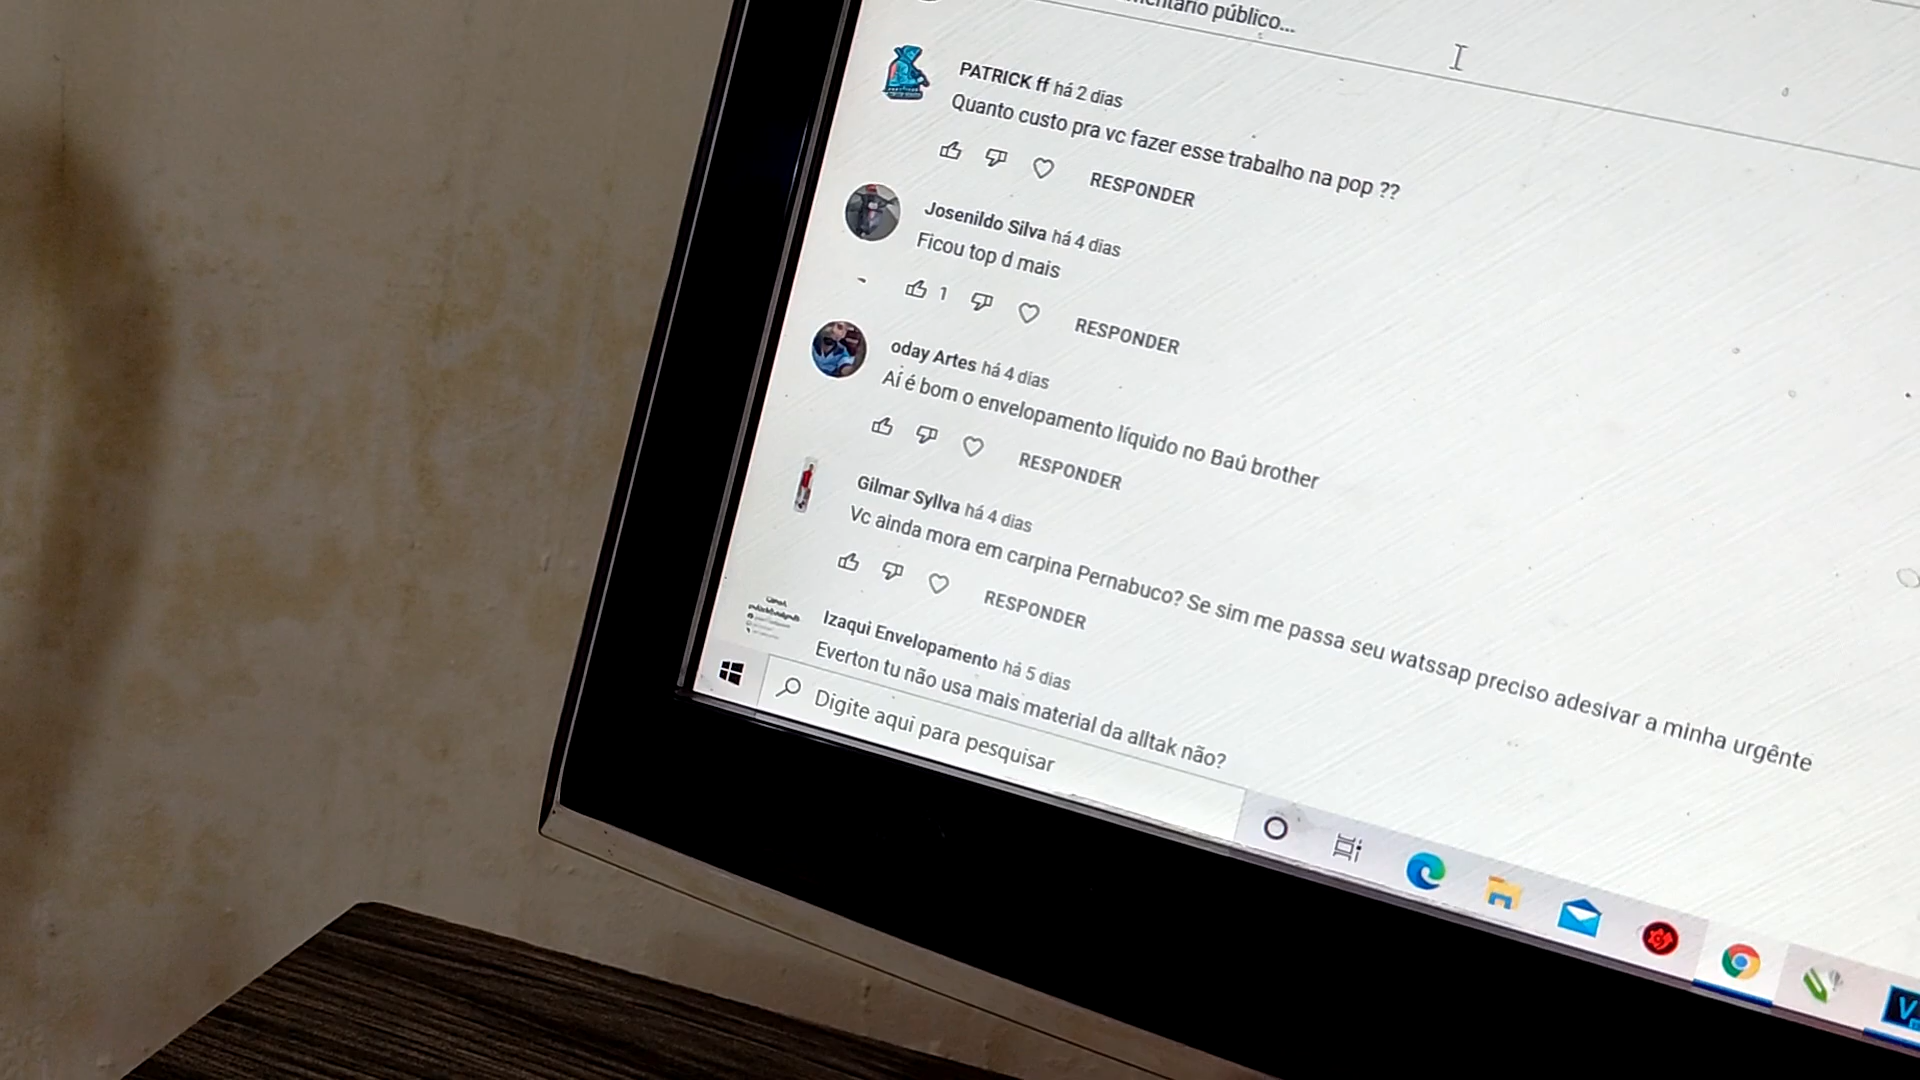 público...
PATRICK ff há 2 dias
Quanto custo pra vc fazer esse trabalho na pop ??
RESPONDER
Josenildo Silva há 4 dias
Ficou top d mais
1 RESPONDER
oday Artes há 4 dias
Aí é bom o envelopamento líquido no Baú brother
RESPONDER
Gilmar Syllva há 4 dias
Vc ainda mora em carpina Pernabuco? Se sim me passa seu watssap preciso adesivar a minha urgênte
RESPONDER
Izaqui Envelopamento há 5 dias
Everton tu não usa mais material da alltak não?
Digite aqui para pesquisar
V